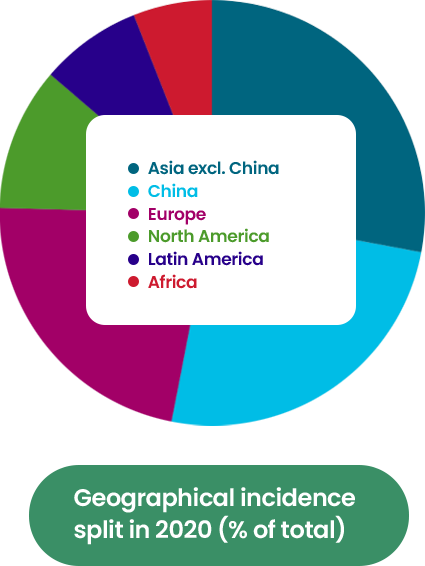 Asia excl. China
China
Europe
North America
Latin America
Africa
Geographical incidence
split in 2020 (% of total)